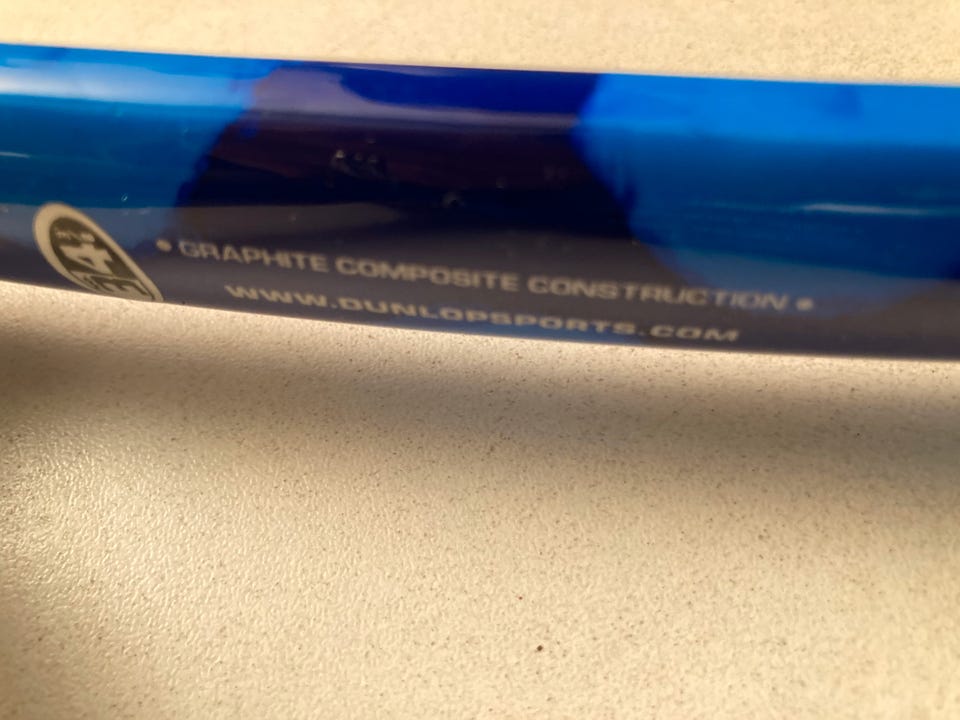 • GRAPHITE COMPOSITE CONSTRUCTION •
WWW.DUNLOPSPORTS.COM